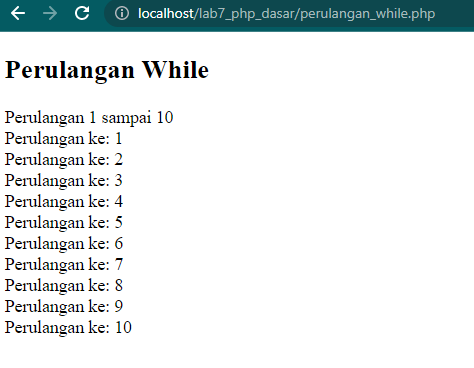 localhost/lab7_php_dasar/perulangan_while.php
Perulangan While
Perulangan 1 sampai 10
Perulangan ke: 1
Perulangan ke: 2
Perulangan ke: 3
Perulangan ke: 4
Perulangan ke: 5
Perulangan ke: 6
Perulangan ke: 7
Perulangan ke: 8
Perulangan ke: 9
Perulangan ke: 10